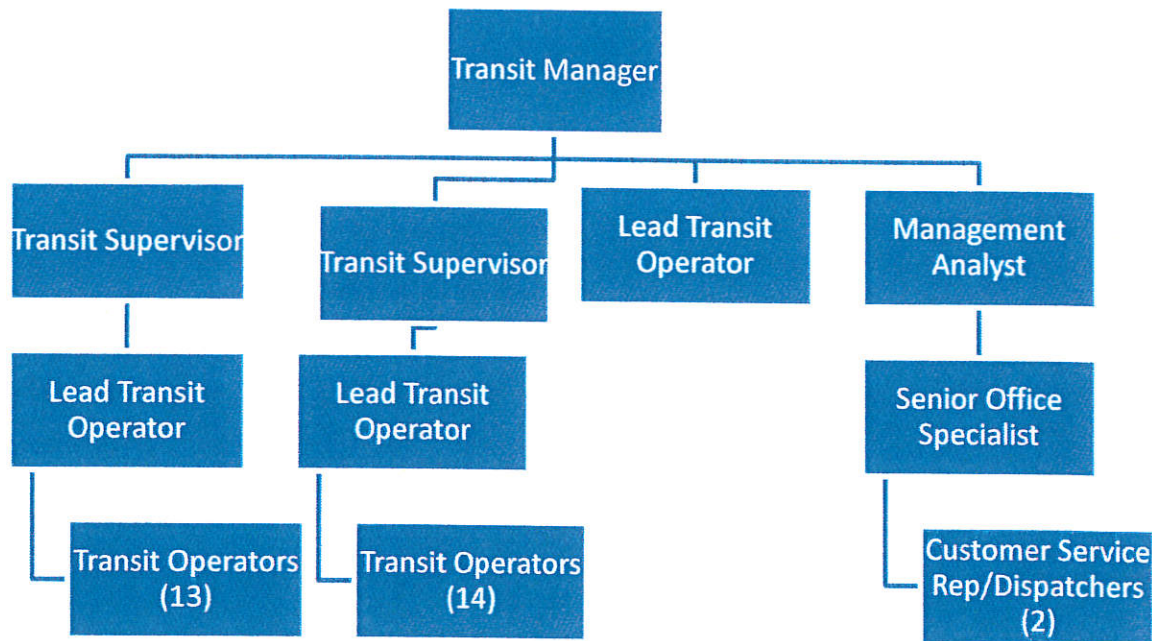 Transit Manager
Transit Supervisor
Transit Supervisor
Lead Transit
Operator
Management
Analyst
Lead Transit
Operator
Lead Transit
Operator
Senior Office
Specialist
Transit Operators
(13)
Transit Operators
(14)
Customer Service
Rep/Dispatchers
(2)